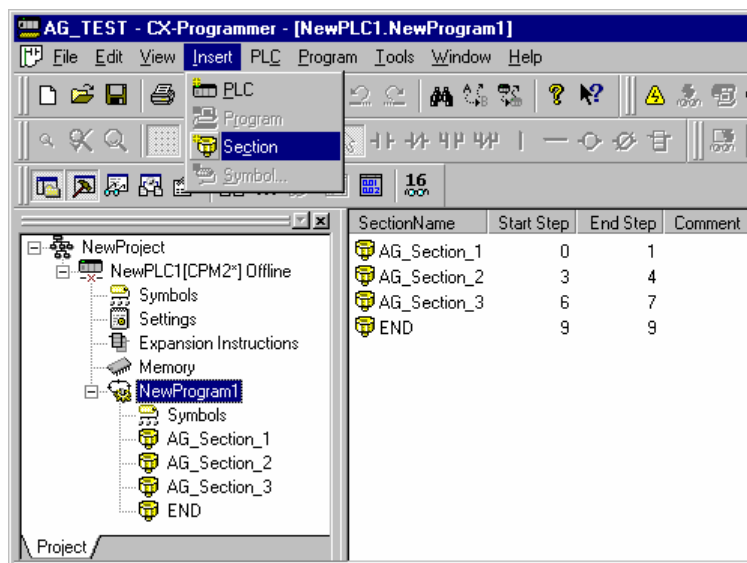 AG_TEST - CX-Programmer - [NewPLC1.NewProgram1]
File Edit View Insert PLC Program Tools Window Help
PLC
Program
Section
Symbol...
16
SectionName Start Step End Step Comment
AG_Section_1 0 1
AG_Section_2 3 4
AG_Section_3 6 7
END 9 9
NewProject
NewPLC1[CPM2*] Offline
Symbols
Settings
Expansion Instructions
Memory
NewProgram1
Symbols
AG_Section_1
AG_Section_2
AG_Section_3
END
Project